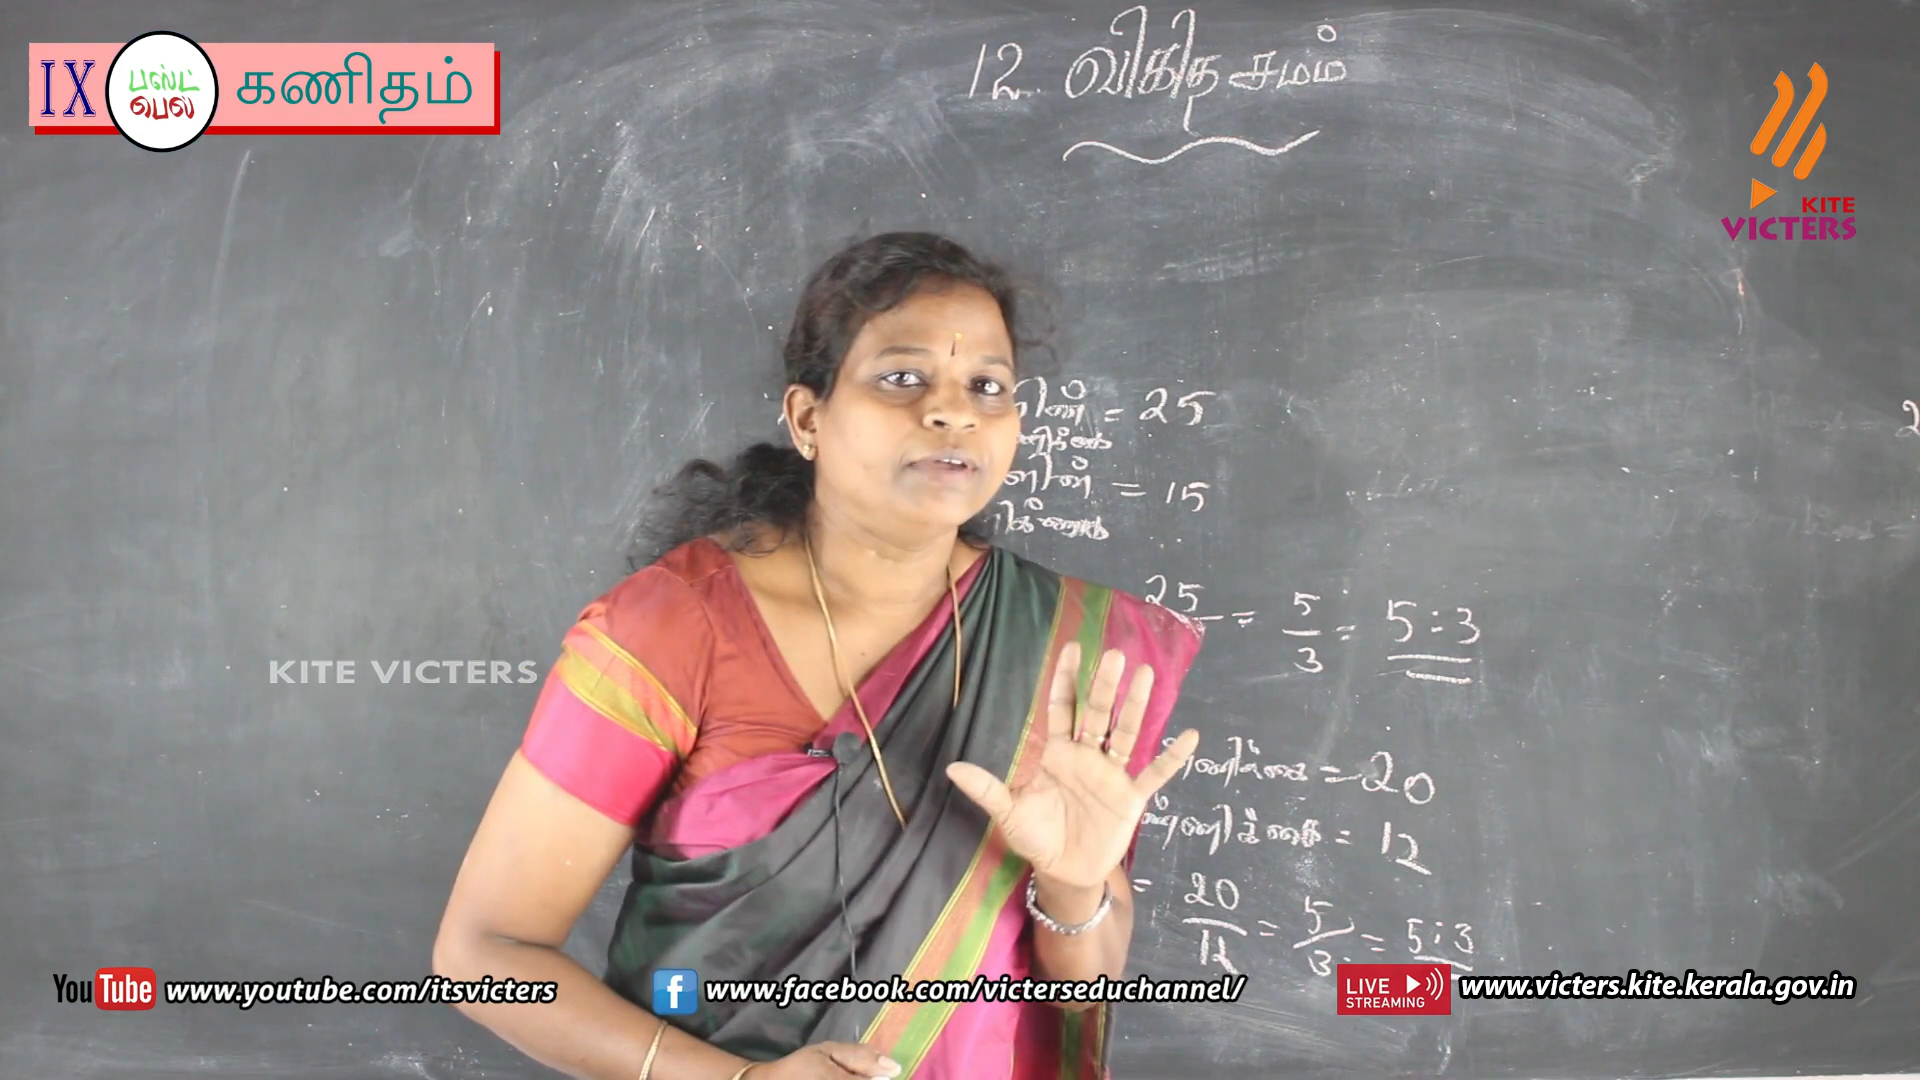 IX பஸ்ட் பெல் கணிதம்
12. விகித சமம்
KITE
VICTERS
= 25
= 15
25 = 5/3 = 5:3
KITE VICTERS
ண்ணிக்கை = 20
ண்ணிக்கை = 12
= 20/12 = 5/3 = 5:3
YouTube www.youtube.com/itsvicters
f www.facebook.com/victerseduchannel/
LIVE STREAMING www.victers.kite.kerala.gov.in